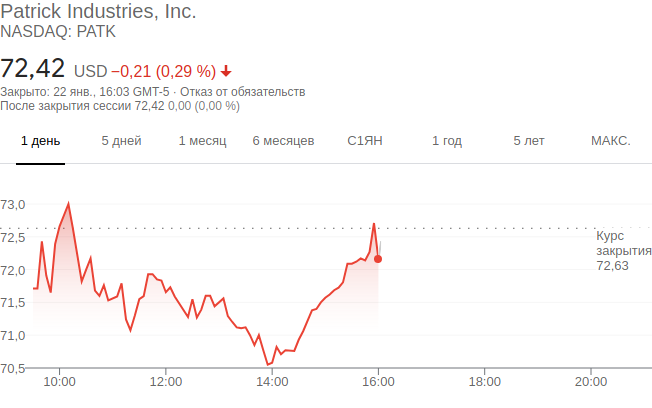 Patrick Industries, Inc.
NASDAQ: PATK
72,42 USD −0,21 (0,29 %)
Закрыто: 22 янв., 16:03 GMT-5 · Отказ от обязательств
После закрытия сессии 72,42 0,00 (0,00 %)
1 день 5 дней 1 месяц 6 месяцев С1ЯН 1 год 5 лет МАКС.
73,0
72,5
Курс
закрытия
72,63
72,0
71,5
71,0
70,5
10:00 12:00 14:00 16:00 18:00 20:00